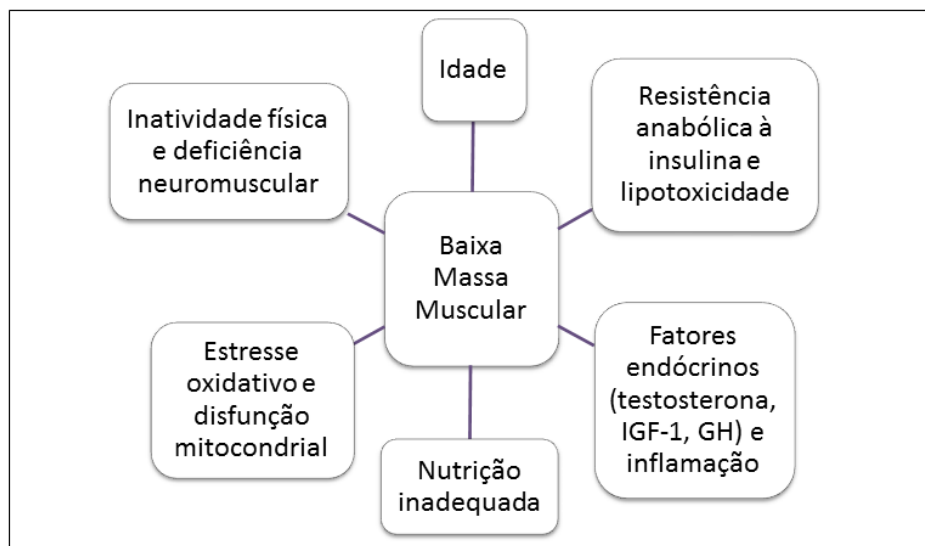 Idade
Inatividade física
e deficiência
neuromuscular
Resistência
anabólica à
insulina e
lipotoxicidade
Baixa
Massa
Muscular
Estresse
oxidativo e
disfunção
mitocondrial
Fatores
endócrinos
(testosterona,
IGF-1, GH) e
inflamação
Nutrição
inadequada